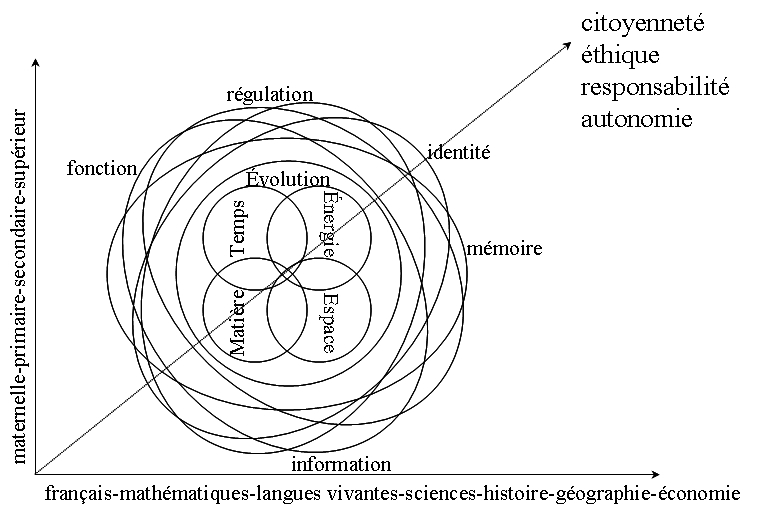 citoyenneté
éthique
responsabilité
autonomie
maternelle-primaire-secondaire-supérieur
régulation
fonction
identité
Évolution
Temps
Énergie
mémoire
Matière
Espace
information
français-mathématiques-langues vivantes-sciences-histoire-géographie-économie